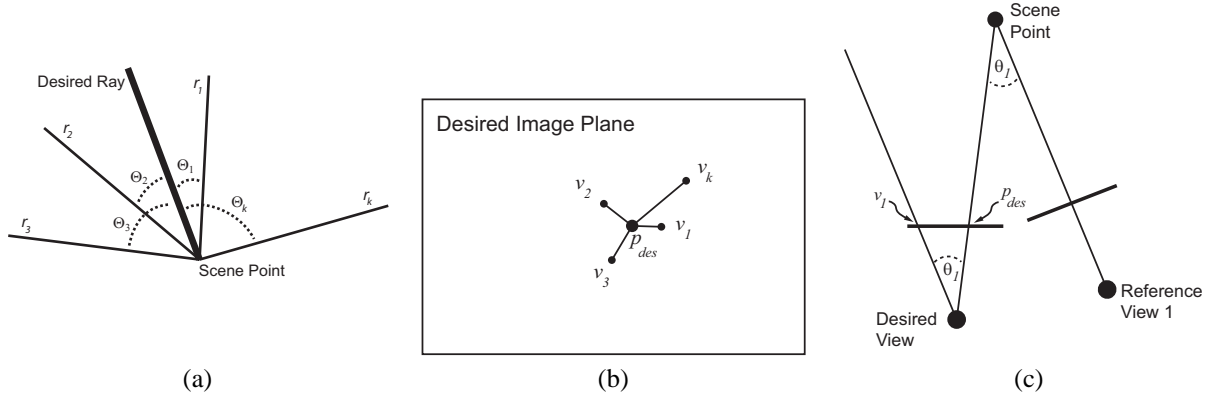 Desired Ray
r1
r2
Θ2
Θ1
Θk
rk
r3
Θ3
Scene Point
(a)
Desired Image Plane
vk
v2
v1
pdes
v3
(b)
Scene
Point
θ1
v1
pdes
θ1
Reference
View 1
Desired
View
(c)